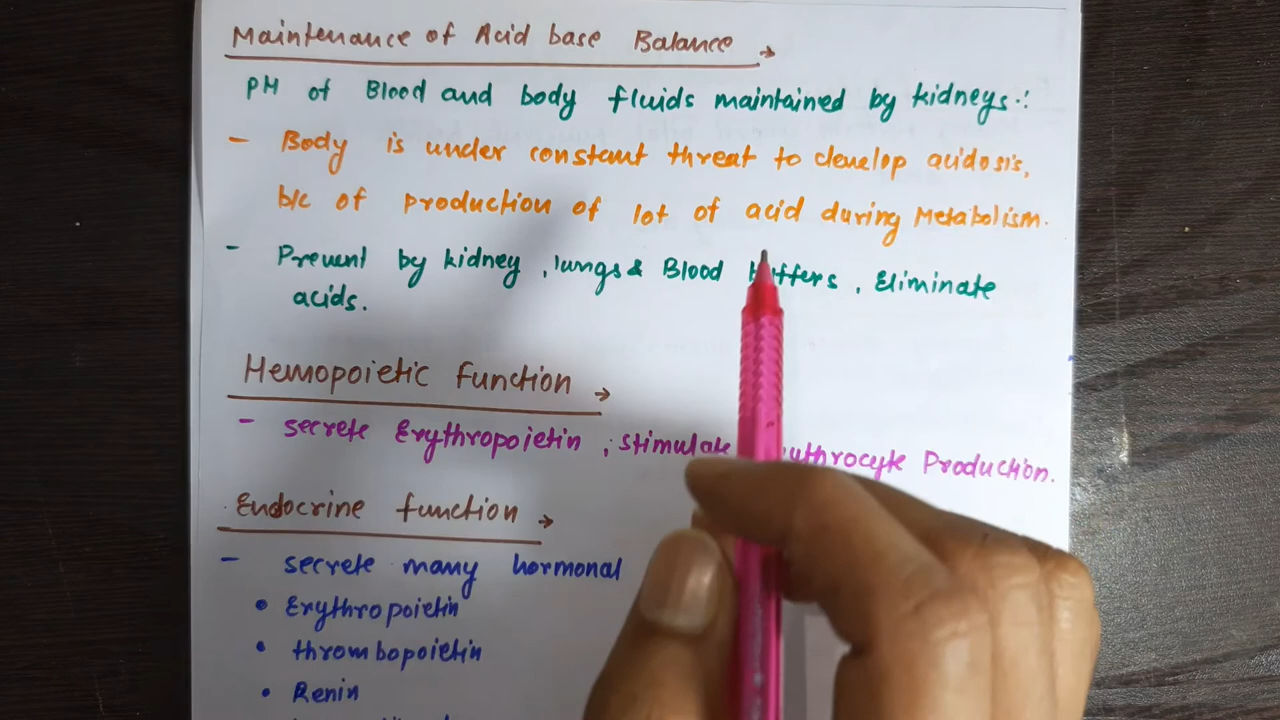 Maintenance of Acid base Balance →
PH of Blood and body fluids maintained by kidneys :
- Body is under constant threat to develop acidosis,
b/c of production of lot of acid during Metabolism.
- Prevent by kidney, lungs & Blood buffers, Eliminate
acids.
Hemopoietic function →
- secrete Erythropoietin ; stimulate Production.
Endocrine function →
- secrete many hormonal
• Erythropoietin
• thrombopoietin
• Renin